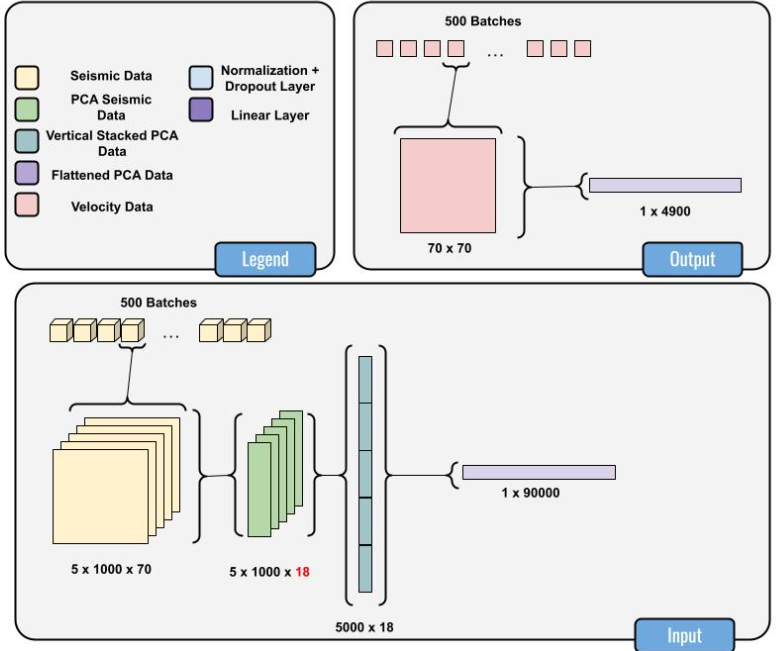 Seismic Data
PCA Seismic
Data
Vertical Stacked PCA
Data
Flattened PCA Data
Velocity Data
Normalization +
Dropout Layer
Linear Layer
Legend
500 Batches
...
70 x 70
1 x 4900
Output
500 Batches
...
5 x 1000 x 70
5 x 1000 x 18
5000 x 18
1 x 90000
Input